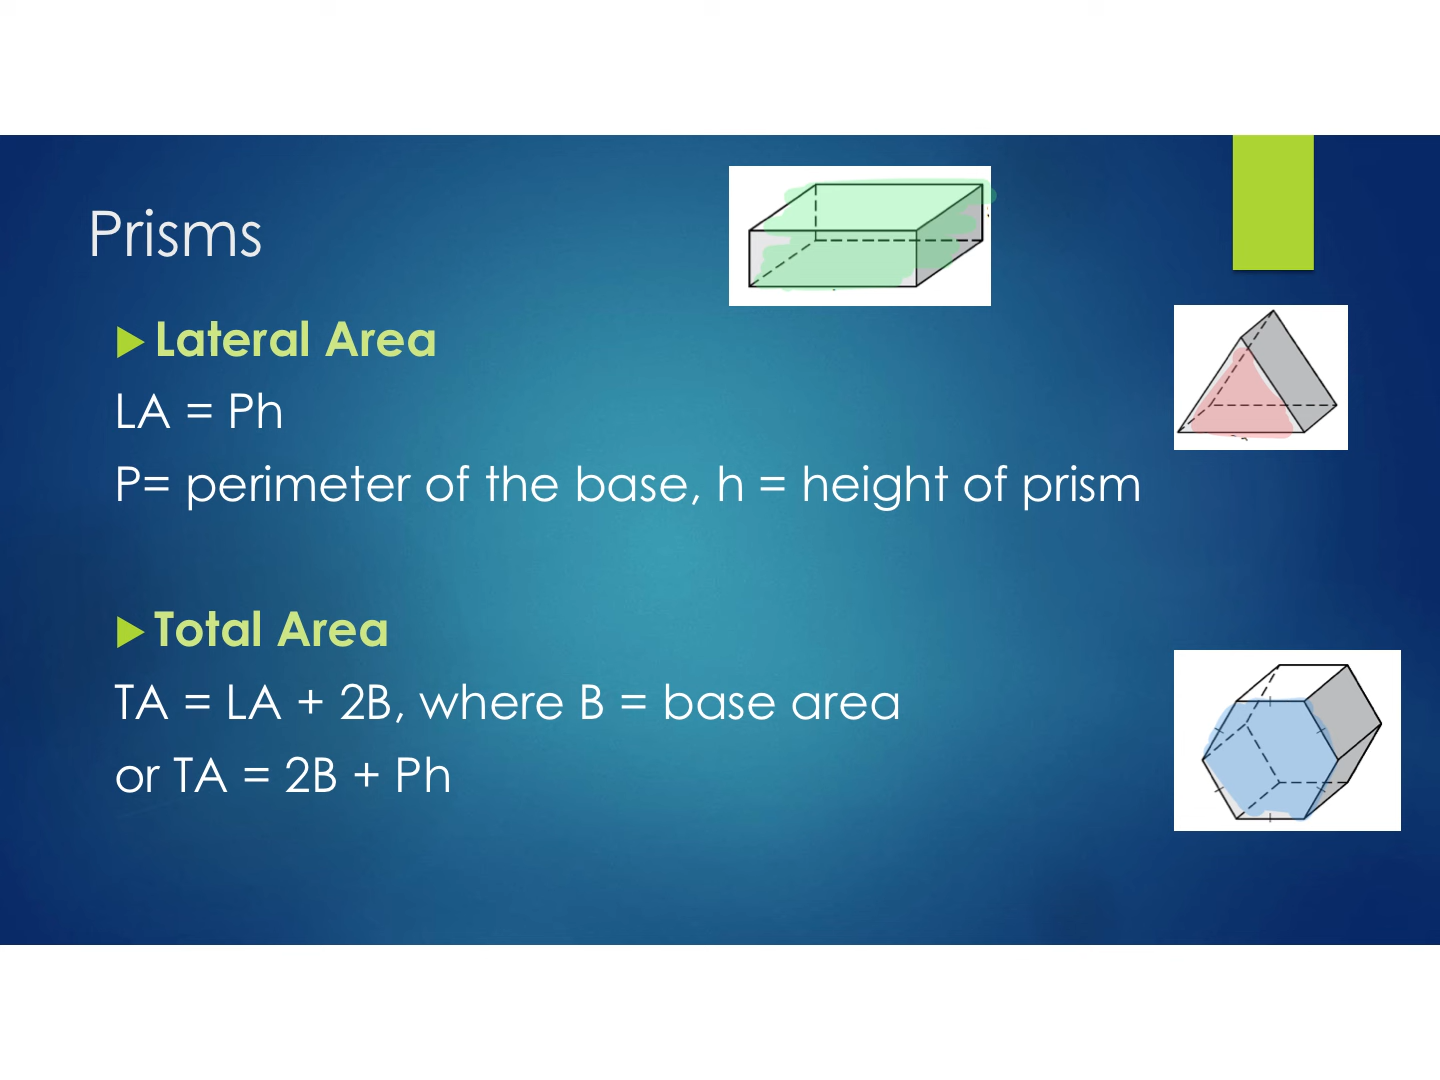 Prisms
Lateral Area
LA = Ph
P= perimeter of the base, h = height of prism
Total Area
TA = LA + 2B, where B = base area
or TA = 2B + Ph